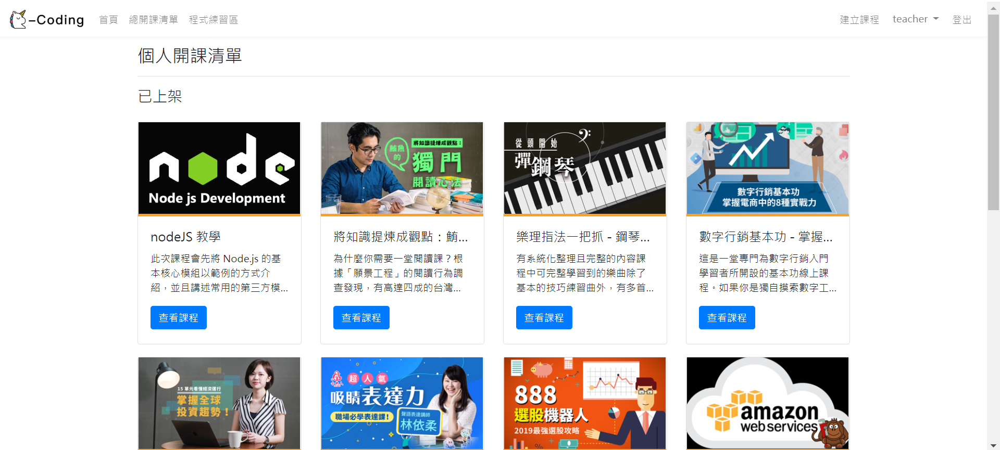 -Coding
首頁 總開課清單 程式練習區
建立課程 teacher 登出
個人開課清單
已上架
node
Node js Development
nodeJS 教學
此次課程會先將 Node.js 的基
本核心模組以範例的方式介
紹，並且講述常用的第三方模...
查看課程
將知識提煉成觀點：
鮪魚
的
獨門
閱讀心法
將知識提煉成觀點：鮪...
為什麼你需要一堂閱讀課？根
據「願景工程」的閱讀行為調
查發現，有高達四成的台灣...
查看課程
從頭開始
彈鋼琴
樂理指法一把抓 - 鋼琴...
有系統化整理且完整的內容課
程中可完整學習到的樂曲除了
基本的技巧練習曲外，有多首...
查看課程
數字行銷基本功
掌握電商中的8種實戰力
數字行銷基本功 - 掌握...
這是一堂專門為數字行銷入門
學習者所開設的基本功線上課
程。如果你是獨自摸索數字工...
查看課程
15 單元看懂經濟運行
掌握全球
投資趨勢！
超人氣
吸睛表達力
職場必學表達課！
聲語表達講師
林依柔
888
選股機器人
2019最強選股攻略
amazon
web services